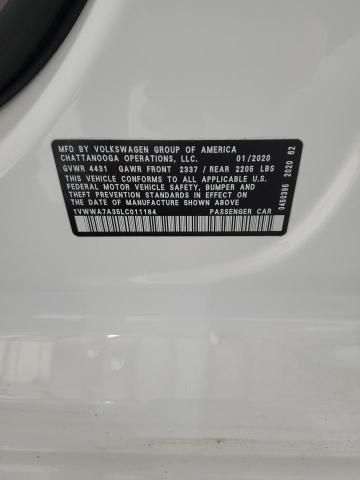 MFD BY VOLKSWAGEN GROUP OF AMERICA
CHATTANOOGA OPERATIONS, LLC. 01/2020
GVWR 4431 GAWR FRONT 2337 / REAR 2205 LBS
THIS VEHICLE CONFORMS TO ALL APPLICABLE U.S.
FEDERAL MOTOR VEHICLE SAFETY, BUMPER AND
THEFT PREVENTION STANDARDS IN EFFECT ON THE
DATE OF MANUFACTURE SHOWN ABOVE
1VWWA7A35LC011164 PASSENGER CAR
0450395 2020 B2